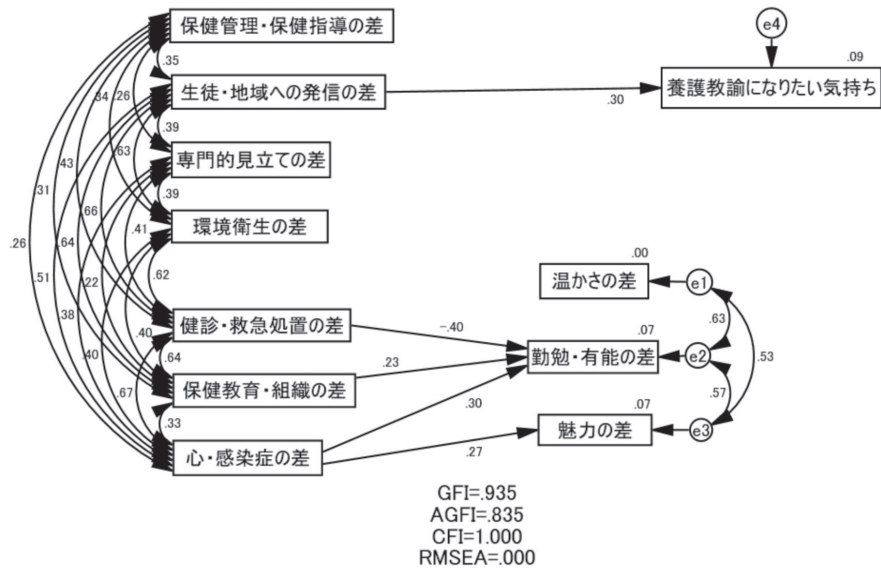 保健管理・保健指導の差
e4
.35
.09
生徒・地域への発信の差
養護教諭になりたい気持ち
.34
.26
.30
.39
.43
.63
専門的見立ての差
.31
.39
.66
環境衛生の差
.41
.26
.64
.00
.51
.22
.62
温かさの差
e1
.38
健診・救急処置の差
-.40
.63
.40
.07
.40
.64
勤勉・有能の差
e2
.53
.23
保健教育・組織の差
.67
.30
.57
.33
.07
心・感染症の差
魅力の差
e3
.27
GFI=.935
AGFI=.835
CFI=1.000
RMSEA=.000